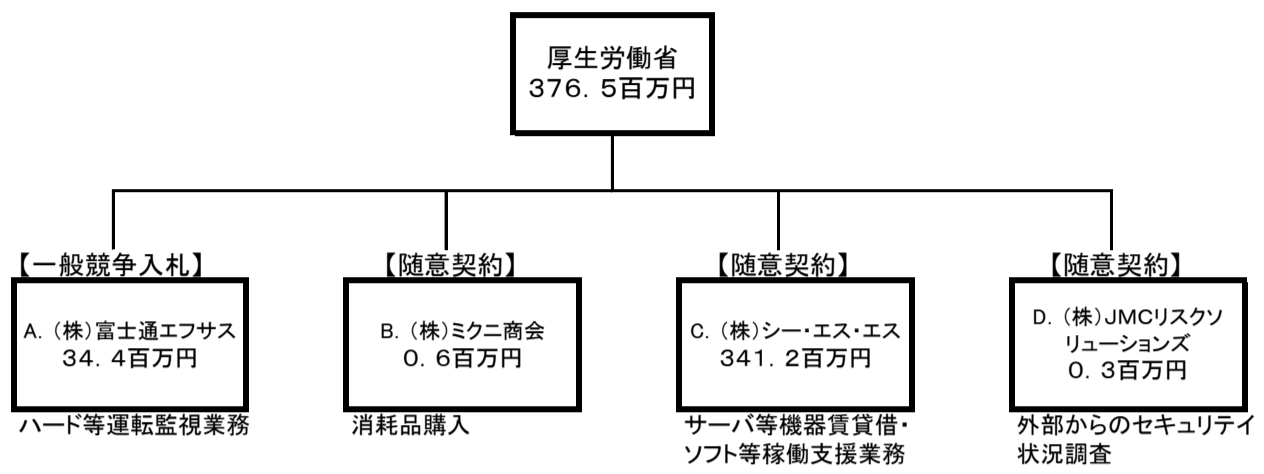 厚生労働省
376．5百万円
【一般競争入札】
A．（株）富士通エフサス
34．4百万円
ハード等運転監視業務
【随意契約】
B．（株）ミクニ商会
0．6百万円
消耗品購入
【随意契約】
C．（株）シー・エス・エス
341．2百万円
サーバ等機器賃貸借・
ソフト等稼働支援業務
【随意契約】
D．（株）JMCリスクソ
リューションズ
0．3百万円
外部からのセキュリティ
状況調査